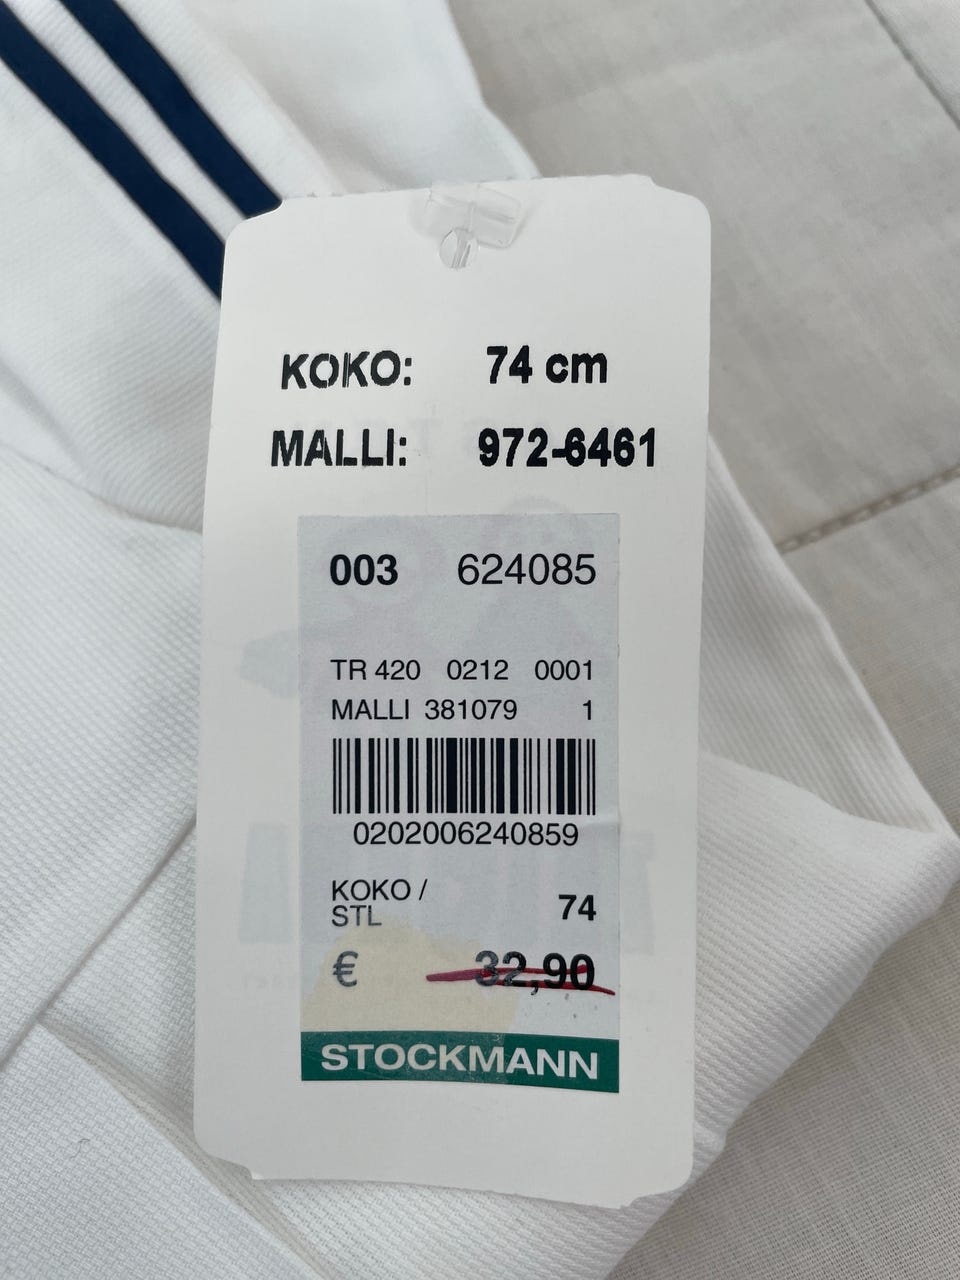 KOKO: 74 cm
MALLI: 972-6461
003 624085
TR 420 0212 0001
MALLI 381079 1
0202006240859
KOKO /
STL 74
€ 32,90
STOCKMANN